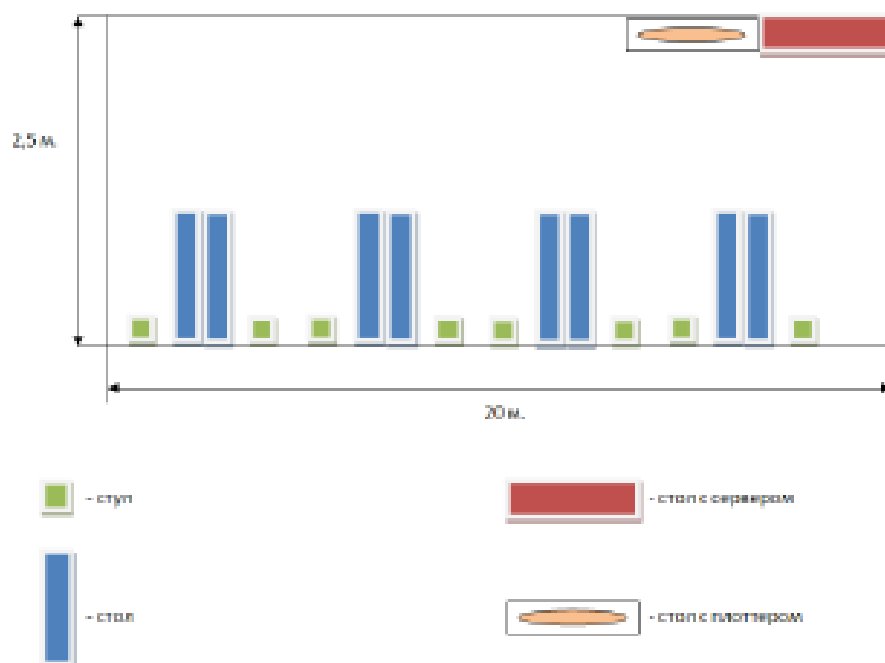 2,5 м.
20 м.
- стул
- стол с сервером
- стол
- стол с плоттером